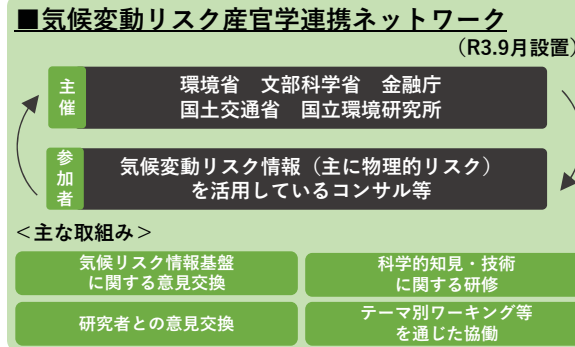 ■気候変動リスク産官学連携ネットワーク
（R3.9月設置）
主催
環境省　文部科学省　金融庁
国土交通省　国立環境研究所
参加者
気候変動リスク情報（主に物理的リスク）
を活用しているコンサル等
＜主な取組み＞
気候リスク情報基盤
に関する意見交換
科学的知見・技術
に関する研修
研究者との意見交換
テーマ別ワーキング等
を通じた協働